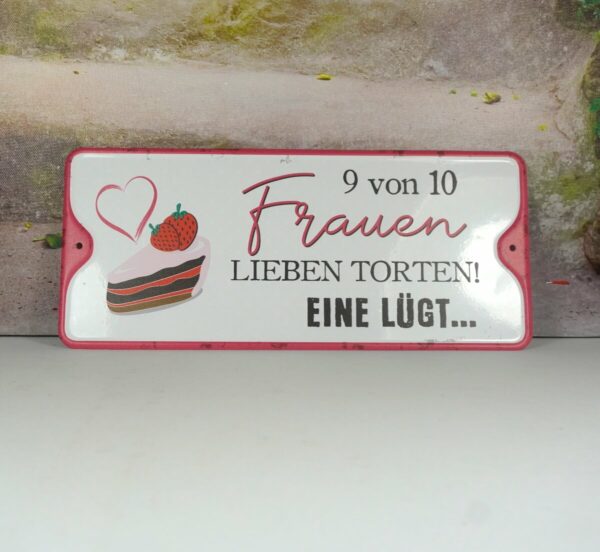 9 von 10
Frauen
LIEBEN TORTEN!
EINE LÜGT...